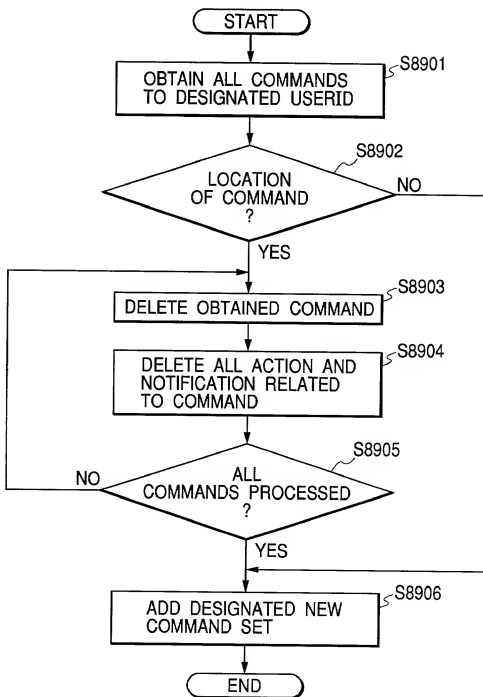 START
OBTAIN ALL COMMANDS
TO DESIGNATED USERID
S8901
S8902
LOCATION
OF COMMAND
?
NO
YES
S8903
DELETE OBTAINED COMMAND
S8904
DELETE ALL ACTION AND
NOTIFICATION RELATED
TO COMMAND
S8905
ALL
COMMANDS PROCESSED
?
NO
YES
S8906
ADD DESIGNATED NEW
COMMAND SET
END